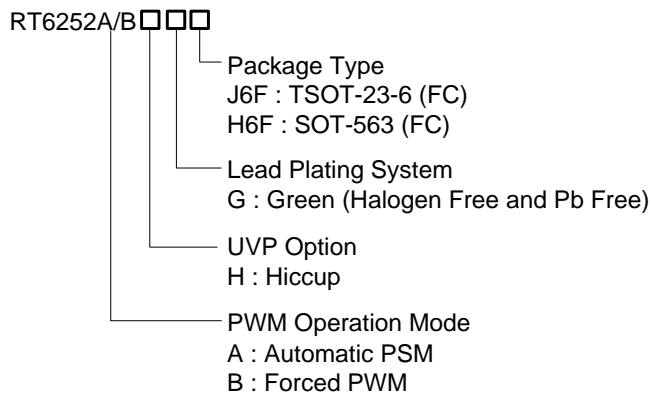 RT6252A/B□□□
Package Type
J6F : TSOT-23-6 (FC)
H6F : SOT-563 (FC)
Lead Plating System
G : Green (Halogen Free and Pb Free)
UVP Option
H : Hiccup
PWM Operation Mode
A : Automatic PSM
B : Forced PWM